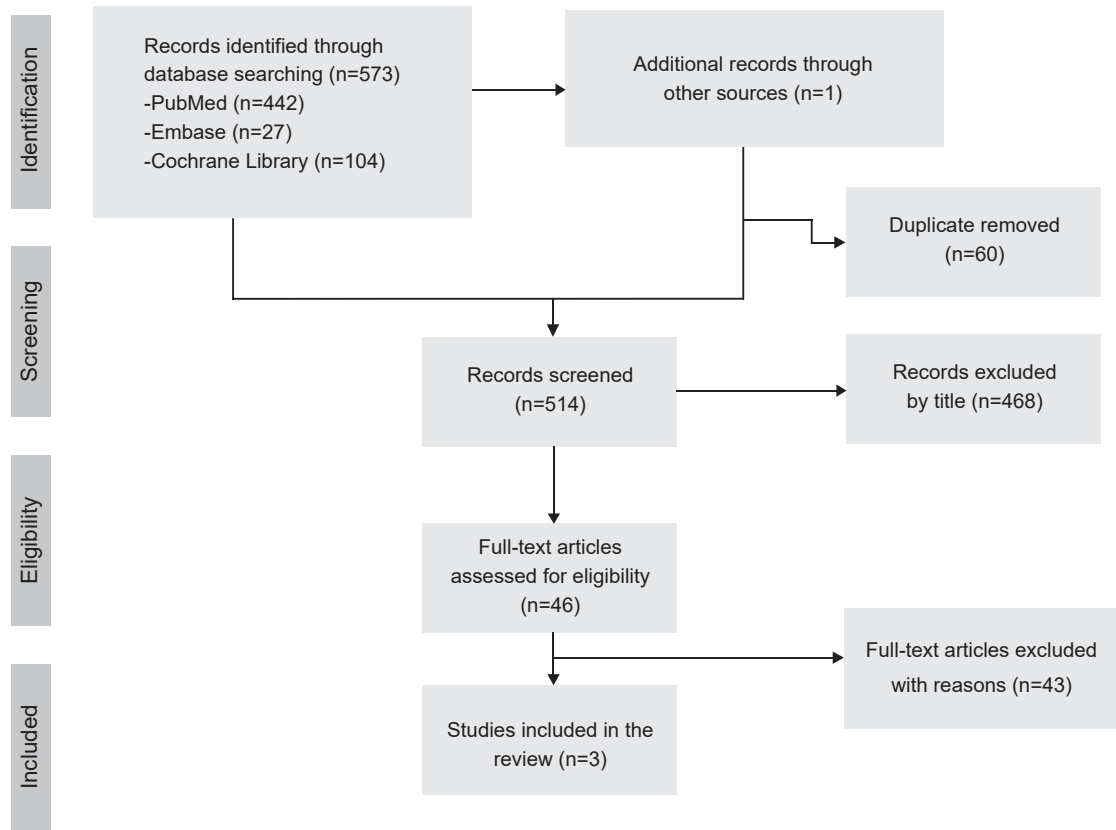 Identification
Records identified through
database searching (n=573)
-PubMed (n=442)
-Embase (n=27)
-Cochrane Library (n=104)
Additional records through
other sources (n=1)
Duplicate removed
(n=60)
Screening
Records screened
(n=514)
Records excluded
by title (n=468)
Eligibility
Full-text articles
assessed for eligibility
(n=46)
Full-text articles excluded
with reasons (n=43)
Included
Studies included in the
review (n=3)